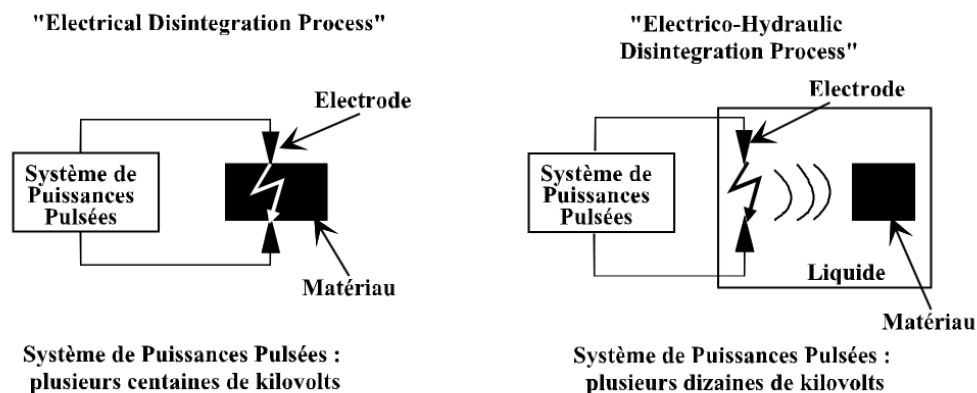 "Electrical Disintegration Process"
Electrode
Système de
Puissances
Pulsées
Matériau
Système de Puissances Pulsées :
plusieurs centaines de kilovolts
"Electrico-Hydraulic
Disintegration Process"
Electrode
Système de
Puissances
Pulsées
Liquide
Matériau
Système de Puissances Pulsées :
plusieurs dizaines de kilovolts